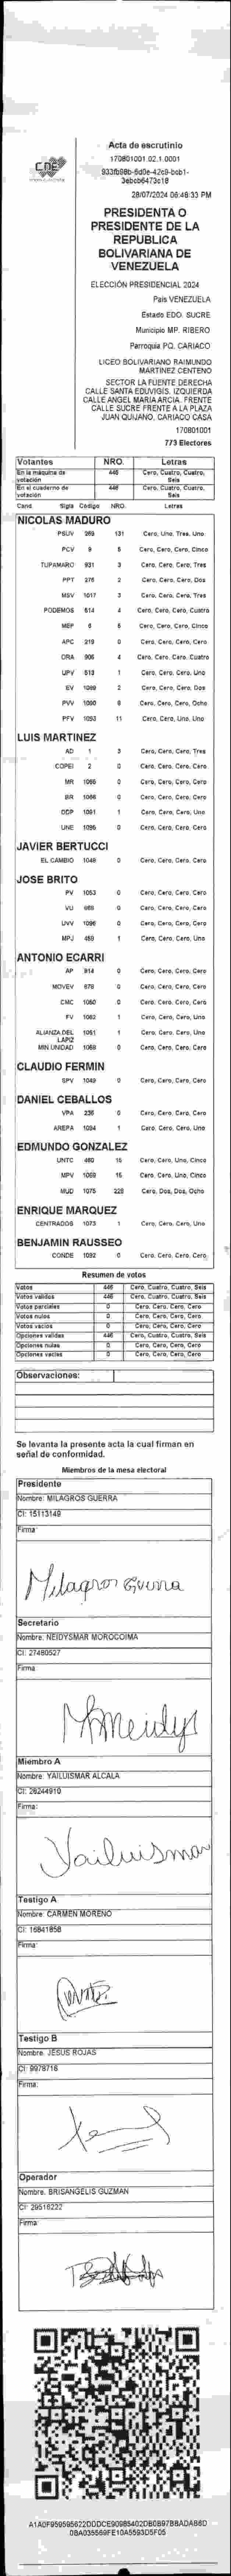 CNE
Acta de escrutinio
170801001.02.1.0001
28/07/2024 06:48:33 PM
PRESIDENTA O
PRESIDENTE DE LA
REPUBLICA
BOLIVARIANA DE
VENEZUELA
ELECCIÓN PRESIDENCIAL 2024
País VENEZUELA
Estado EDO. SUCRE
Municipio MP. RIBERO
Parroquia PQ. CARIACO
LICEO BOLIVARIANO RAIMUNDO
MARTINEZ CENTENO
SECTOR LA FUENTE DERECHA
CALLE SANTA EDUVIGIS. IZQUIERDA
CALLE ANGEL MARIA ARCIA. FRENTE
CALLE SUCRE FRENTE A LA PLAZA
JUAN QUIJANO. CARIACO CASA
170801001
773 Electores
Votantes NRO. Letras
En la máquina de votación 446 Cero, Cuatro, Cuatro, Seis
En el cuaderno de votación 446 Cero, Cuatro, Cuatro, Seis
Cand. Sigla Código NRO. Letras
NICOLAS MADURO
PSUV 269 131 Cero, Uno, Tres, Uno
PCV 9 5 Cero, Cero, Cero, Cinco
TUPAMARO 931 3 Cero, Cero, Cero, Tres
PPT 276 2 Cero, Cero, Cero, Dos
MSV 1017 3 Cero, Cero, Cero, Tres
PODEMOS 514 4 Cero, Cero, Cero, Cuatro
MEP 6 5 Cero, Cero, Cero, Cinco
APC 219 0 Cero, Cero, Cero, Cero
ORA 906 4 Cero, Cero, Cero, Cuatro
UPV 513 1 Cero, Cero, Cero, Uno
EV 1099 2 Cero, Cero, Cero, Dos
PVV 1000 8 Cero, Cero, Cero, Ocho
PFV 1053 11 Cero, Cero, Uno, Uno
LUIS MARTINEZ
AD 1 3 Cero, Cero, Cero, Tres
COPEI 2 0 Cero, Cero, Cero, Cero
MR 1065 0 Cero, Cero, Cero, Cero
BR 1066 0 Cero, Cero, Cero, Cero
DDP 1091 1 Cero, Cero, Cero, Uno
UNE 1095 0 Cero, Cero, Cero, Cero
JAVIER BERTUCCI
EL CAMBIO 1048 0 Cero, Cero, Cero, Cero
JOSE BRITO
PV 1053 0 Cero, Cero, Cero, Cero
VU 868 0 Cero, Cero, Cero, Cero
UVV 1096 0 Cero, Cero, Cero, Cero
MPJ 459 1 Cero, Cero, Cero, Uno
ANTONIO ECARRI
AP 914 0 Cero, Cero, Cero, Cero
MOVEV 678 0 Cero, Cero, Cero, Cero
CMC 1060 0 Cero, Cero, Cero, Cero
FV 1062 1 Cero, Cero, Cero, Uno
ALIANZA DEL LAPIZ 1051 1 Cero, Cero, Cero, Uno
MIN UNIDAD 1069 0 Cero, Cero, Cero, Cero
CLAUDIO FERMIN
SPV 1049 0 Cero, Cero, Cero, Cero
DANIEL CEBALLOS
VPA 236 0 Cero, Cero, Cero, Cero
AREPA 1094 1 Cero, Cero, Cero, Uno
EDMUNDO GONZALEZ
UNTC 460 15 Cero, Cero, Uno, Cinco
MPV 1069 15 Cero, Cero, Uno, Cinco
MUD 1075 228 Cero, Dos, Dos, Ocho
ENRIQUE MARQUEZ
CENTRADOS 1073 1 Cero, Cero, Cero, Uno
BENJAMIN RAUSSEO
CONDE 1092 0 Cero, Cero, Cero, Cero
Resumen de votos
Votos 446 Cero, Cuatro, Cuatro, Seis
Votos válidos 446 Cero, Cuatro, Cuatro, Seis
Votos parciales 0 Cero, Cero, Cero, Cero
Votos nulos 0 Cero, Cero, Cero, Cero
Votos vacíos 0 Cero, Cero, Cero, Cero
Opciones válidas 446 Cero, Cuatro, Cuatro, Seis
Opciones nulas 0 Cero, Cero, Cero, Cero
Opciones vacías 0 Cero, Cero, Cero, Cero
Observaciones:
Se levanta la presente acta la cual firman en
señal de conformidad.
Miembros de la mesa electoral
Presidente
Nombre: MILAGROS GUERRA
CI: 15113149
Firma:
Milagros Guerra
Secretario
Nombre: NEIDYSMAR MOROCOIMA
CI: 27480527
Firma:
Miembro A
Nombre: YAILUISMAR ALCALA
CI: 26244910
Firma:
Yailuismar
Testigo A
Nombre: CARMEN MORENO
CI: 16841858
Firma:
Testigo B
Nombre: JESUS ROJAS
CI: 9978716
Firma:
Operador
Nombre: BRISANGELIS GUZMAN
CI: 29516222
Firma: